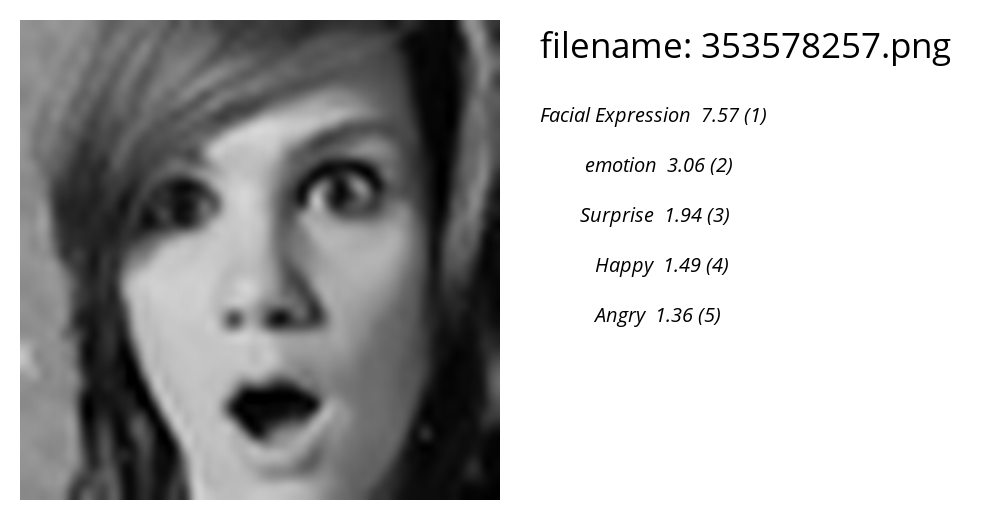 filename: 353578257.png
Facial Expression 7.57 (1)
emotion 3.06 (2)
Surprise 1.94 (3)
Happy 1.49 (4)
Angry 1.36 (5)